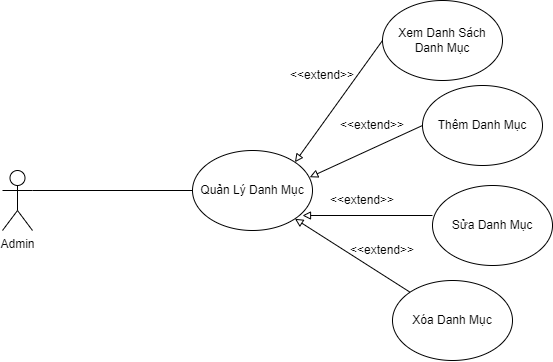 Xem Danh Sách
Danh Mục
<<extend>>
<<extend>>
Thêm Danh Mục
Quản Lý Danh Mục
<<extend>>
Sửa Danh Mục
Admin
<<extend>>
Xóa Danh Mục